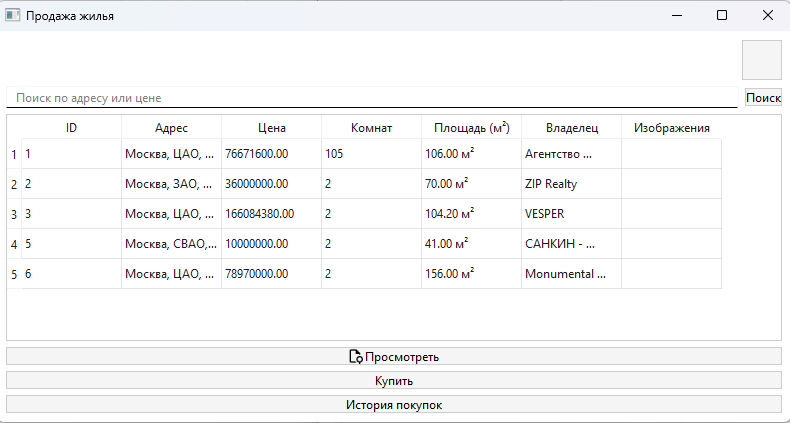 Продажа жилья
Поиск по адресу или цене
Поиск
ID Адрес Цена Комнат Площадь (м²) Владелец Изображения
1 1 Москва, ЦАО, ... 76671600.00 105 106.00 м² Агентство ...
2 2 Москва, ЗАО, ... 36000000.00 2 70.00 м² ZIP Realty
3 3 Москва, ЦАО, ... 166084380.00 2 104.20 м² VESPER
4 5 Москва, СВАО,... 10000000.00 2 41.00 м² САНКИН - ...
5 6 Москва, ЦАО, ... 78970000.00 2 156.00 м² Monumental ...
Просмотреть
Купить
История покупок